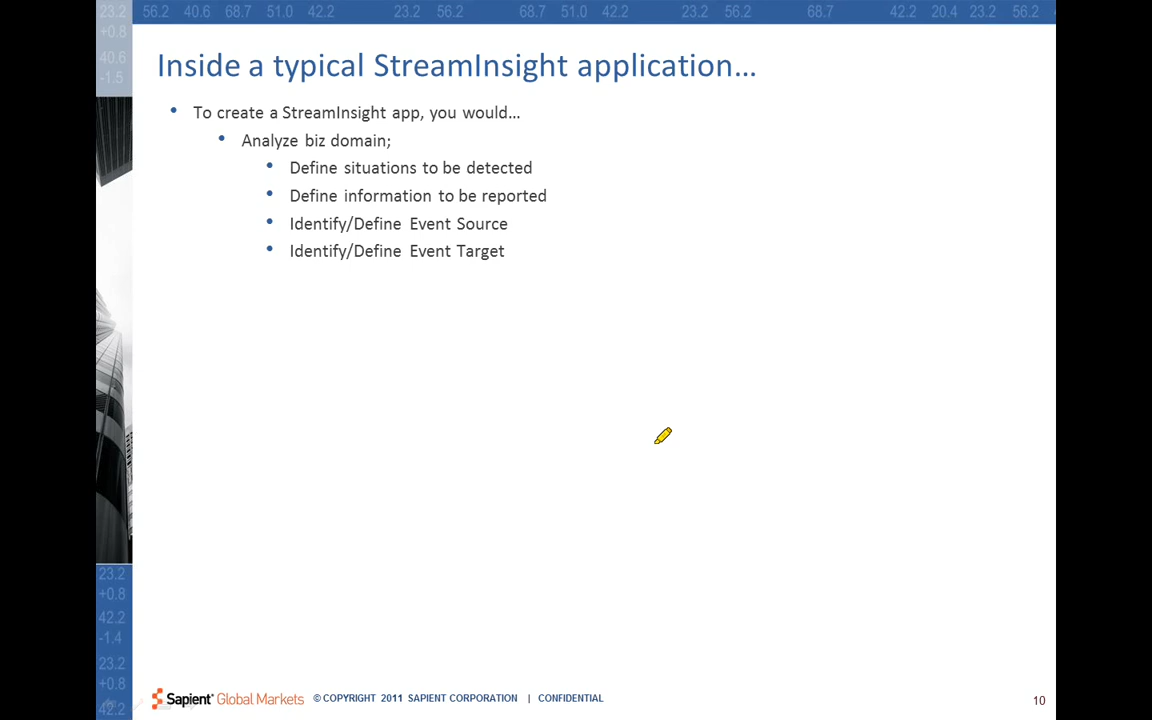 23.2 56.2 40.6 68.7 51.0 42.2 23.2 56.2 68.7 51.0 42.2 23.2 56.2 68.7 42.2 20.4 23.2 56.2
+0.8
40.6
-1.5
Inside a typical StreamInsight application…
• To create a StreamInsight app, you would…
• Analyze biz domain;
• Define situations to be detected
• Define information to be reported
• Identify/Define Event Source
• Identify/Define Event Target
23.2
+0.8
42.2
-1.4
23.2
+0.8
42.2
Sapient Global Markets © COPYRIGHT 2011 SAPIENT CORPORATION | CONFIDENTIAL 10